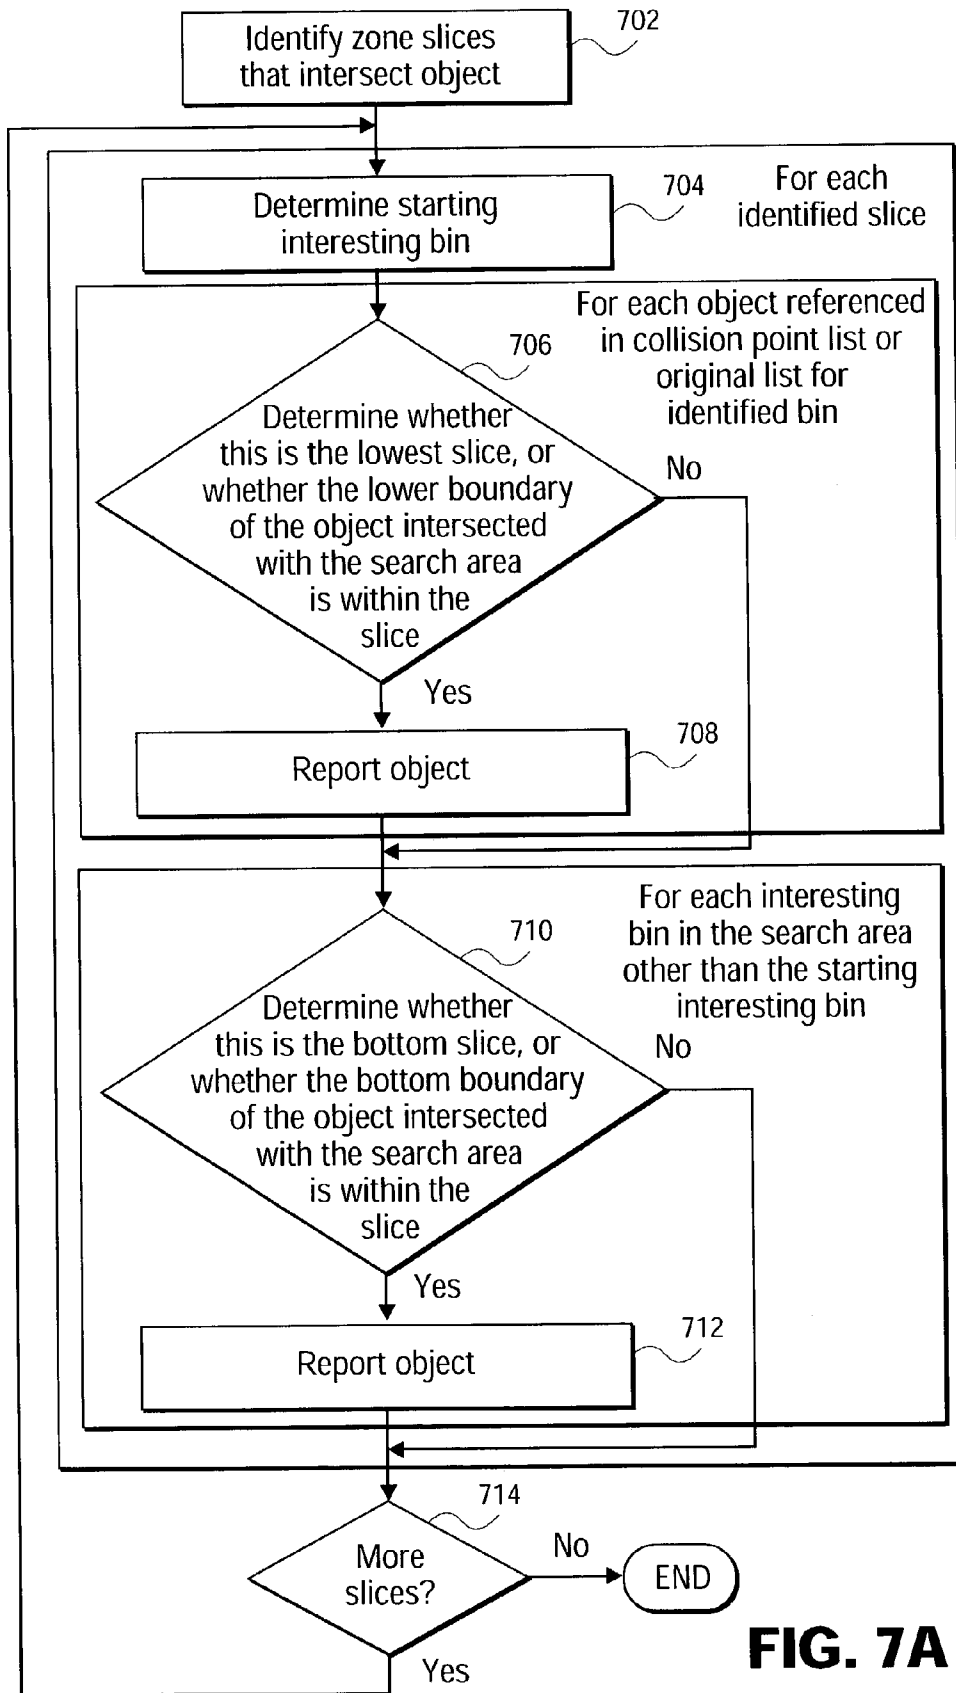 Identify zone slices
that intersect object
702
Determine starting
interesting bin
704
For each
identified slice
For each object referenced
in collision point list or
original list for
identified bin
706
Determine whether
this is the lowest slice, or
whether the lower boundary
of the object intersected
with the search area
is within the
slice
No
Yes
Report object
708
For each interesting
bin in the search area
other than the starting
interesting bin
710
Determine whether
this is the bottom slice, or
whether the bottom boundary
of the object intersected
with the search area
is within the
slice
No
Yes
Report object
712
714
More
slices?
No
END
Yes
FIG. 7A